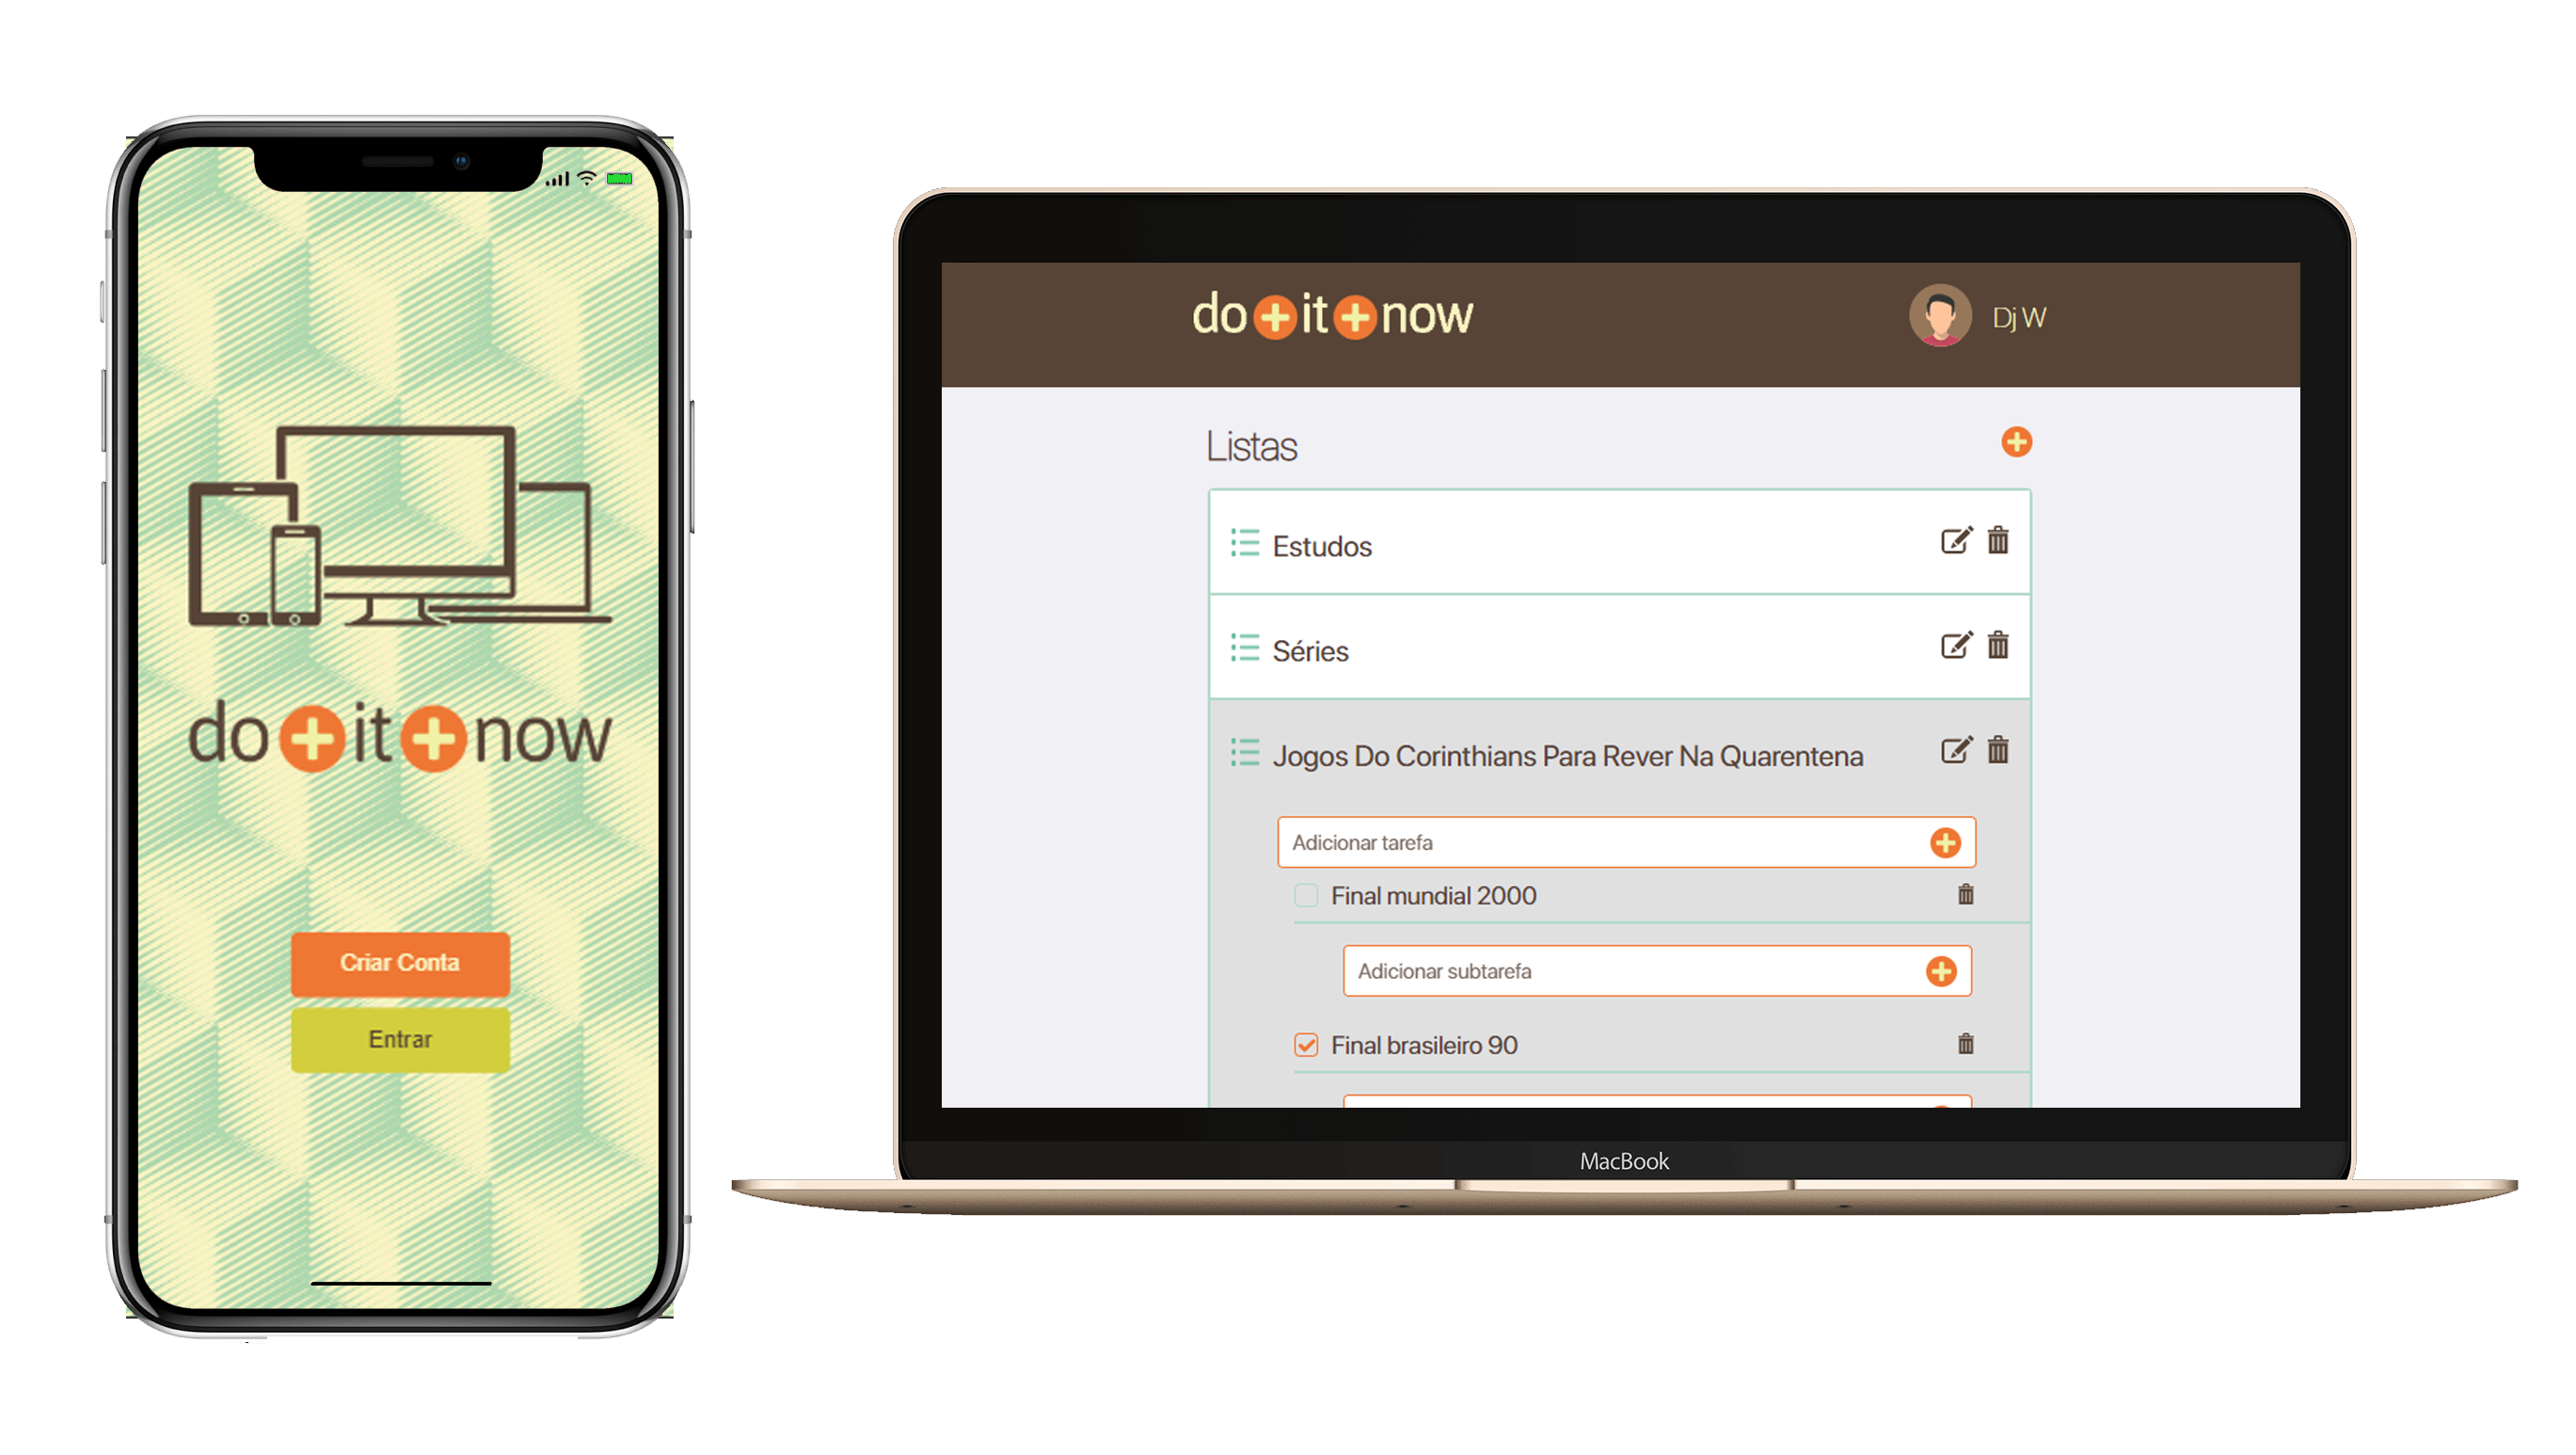 do+it+now
Criar Conta
Entrar
do+it+now
Dj W
Listas
Estudos
Séries
Jogos Do Corinthians Para Rever Na Quarentena
Adicionar tarefa
Final mundial 2000
Adicionar subtarefa
Final brasileiro 90
MacBook